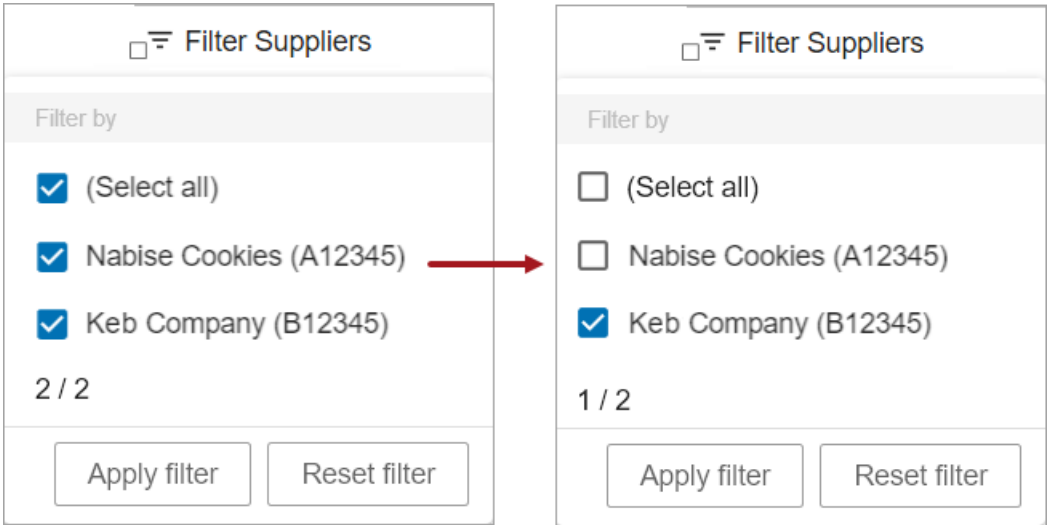 Filter Suppliers
Filter by
(Select all)
Nabise Cookies (A12345)
Keb Company (B12345)
2 / 2
Apply filter
Reset filter
Filter Suppliers
Filter by
(Select all)
Nabise Cookies (A12345)
Keb Company (B12345)
1 / 2
Apply filter
Reset filter